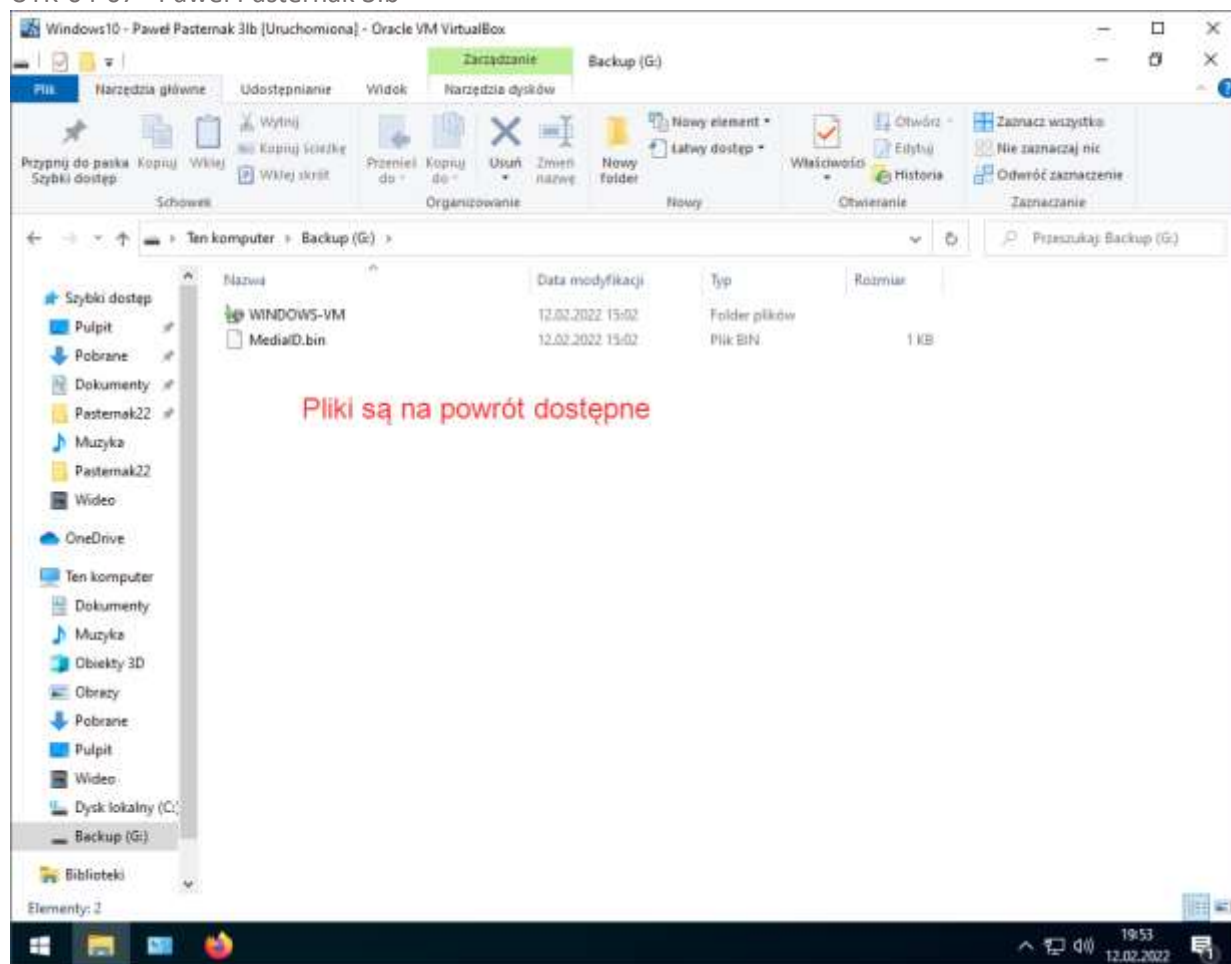 Windows10 - Paweł Pasternak 3lb [Uruchomiona] - Oracle VM VirtualBox
Zarządzanie
Backup (G:)
Plik
Narzędzia główne
Udostępnianie
Widok
Narzędzia dysków
Przypnij do paska Szybki dostęp
Kopiuj
Wklej
Wytnij
Kopiuj ścieżkę
Wklej skrót
Przenieś do
Kopiuj do
Usuń
Zmień nazwę
Nowy folder
Nowy element
Łatwy dostęp
Właściwości
Otwórz
Edytuj
Historia
Zaznacz wszystko
Nie zaznaczaj nic
Odwróć zaznaczenie
Schowek
Organizowanie
Nowy
Otwieranie
Zaznaczanie
Ten komputer
Backup (G:)
Przeszukaj: Backup (G:)
Nazwa
Data modyfikacji
Typ
Rozmiar
WINDOWS-VM
12.02.2022 15:02
Folder plików
MediaID.bin
12.02.2022 15:02
Plik BIN
1 KB
Pliki są na powrót dostępne
Szybki dostęp
Pulpit
Pobrane
Dokumenty
Pasternak22
Muzyka
Pasternak22
Wideo
OneDrive
Ten komputer
Dokumenty
Muzyka
Obiekty 3D
Obrazy
Pobrane
Pulpit
Wideo
Dysk lokalny (C:)
Backup (G:)
Biblioteki
Elementy: 2
19:53
12.02.2022